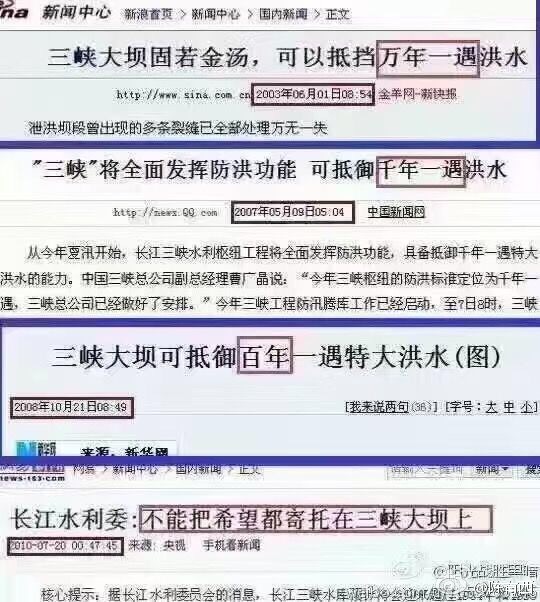 ina 新闻中心 新浪首页 > 新闻中心 > 国内新闻 > 正文
三峡大坝固若金汤，可以抵挡万年一遇洪水
http://www.sina.com.cn 2003年06月01日08:54 金羊网-新快报
泄洪坝段曾出现的多条裂缝已全部处理万无一失
"三峡"将全面发挥防洪功能 可抵御千年一遇洪水
http://news.QQ.com 2007年05月09日05:04 中国新闻网
从今年夏汛开始，长江三峡水利枢纽工程将全面发挥防洪功能，具备抵御千年一遇特大
洪水的能力。中国三峡总公司副总经理曹广晶说：“今年三峡枢纽的防洪标准定位为千年一
遇，三峡总公司已经做好了安排。”今年三峡工程防汛腾库工作已经启动，至7日8时，三峡
三峡大坝可抵御百年一遇特大洪水(图)
2008年10月21日08:49 [我来说两句(36)] [字号：大 中 小]
新华网 来源：新华网
news.163.com 网易 > 新闻中心 > 国内新闻 > 正文 新闻
长江水利委:不能把希望都寄托在三峡大坝上
2010-07-20 00:47:45 来源：央视 手机看新闻
@阳光战胜黑暗
核心提示：据长江水利委员会的消息，长江三峡水库